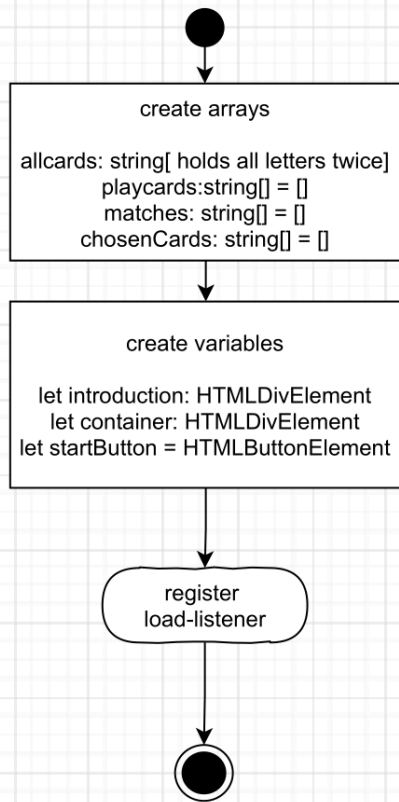 create arrays
allcards: string[ holds all letters twice]
playcards:string[] = []
matches: string[] = []
chosenCards: string[] = []
create variables
let introduction: HTMLDivElement
let container: HTMLDivElement
let startButton = HTMLButtonElement
register
load-listener